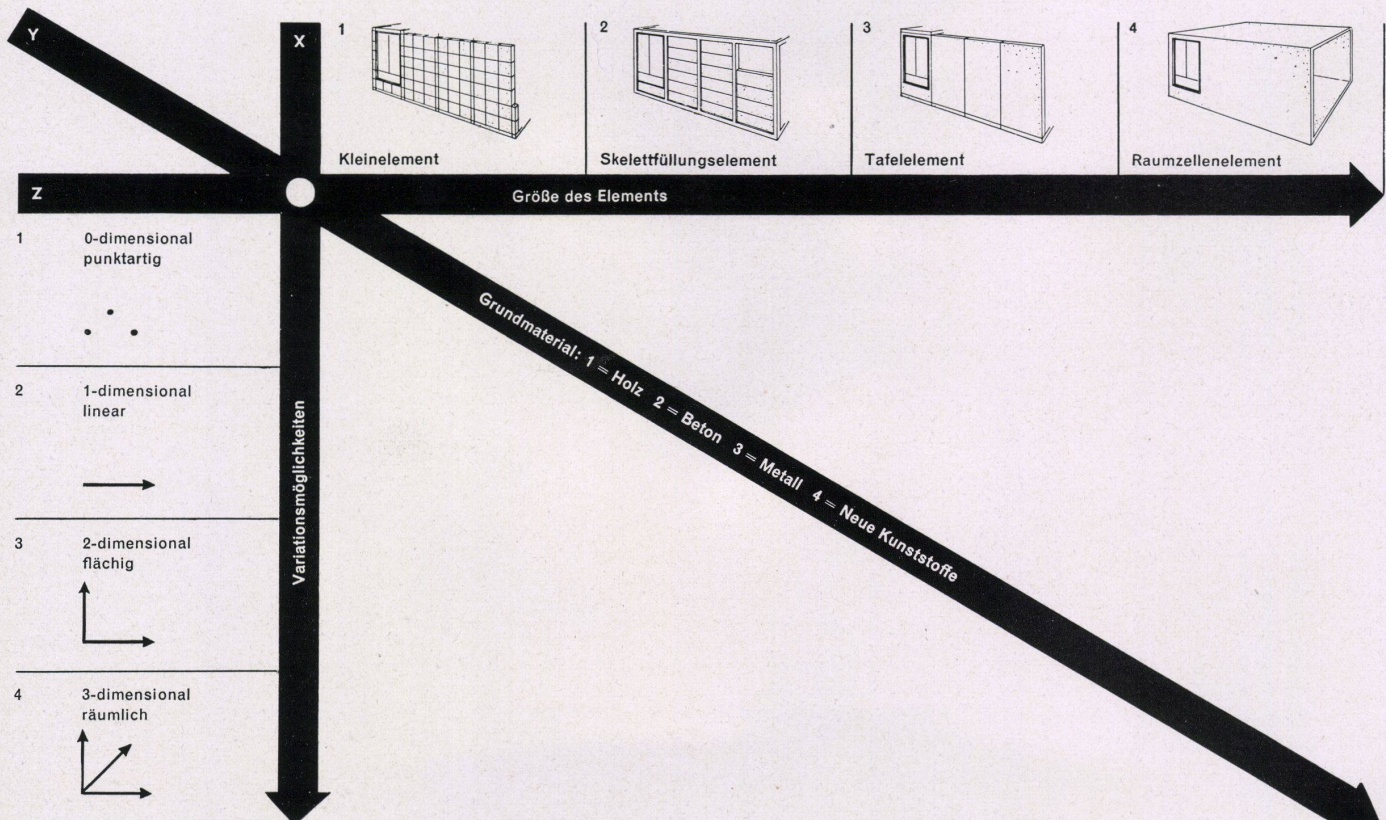 Y
X
1
Kleinelement
2
Skelettfüllungselement
3
Tafelelement
4
Raumzellenelement
Z
Größe des Elements
1
0-dimensional
punktartig
2
1-dimensional
linear
3
2-dimensional
flächig
4
3-dimensional
räumlich
Variationsmöglichkeiten
Grundmaterial: 1 = Holz 2 = Beton 3 = Metall 4 = Neue Kunststoffe